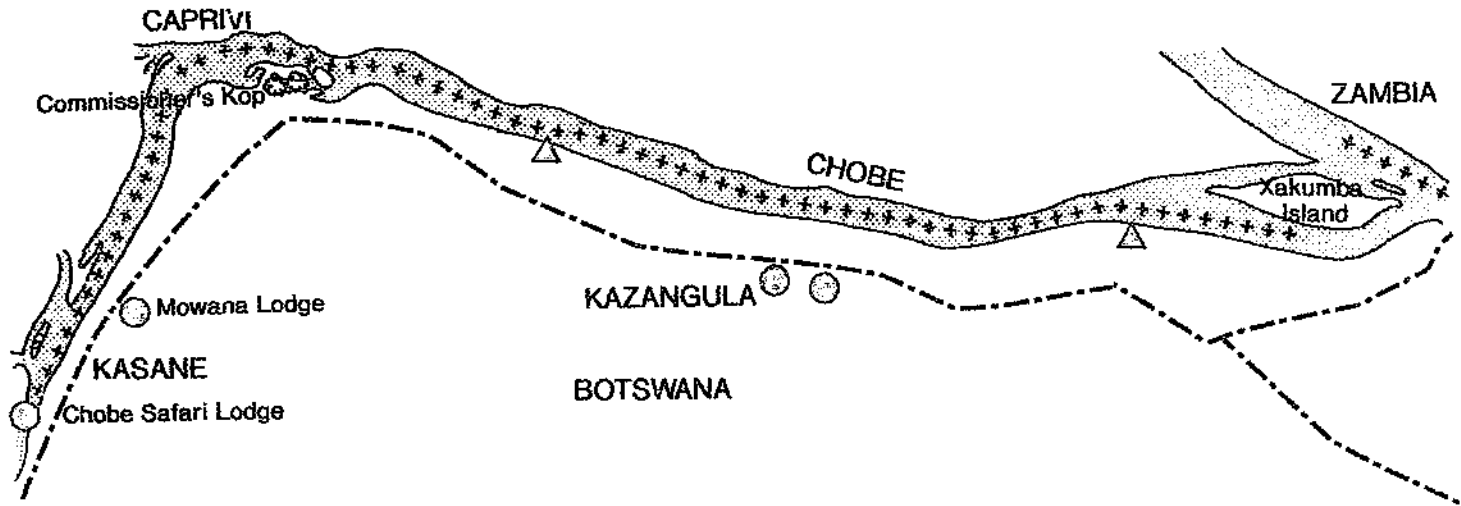 CAPRIVI
ZAMBIA
Commissioner's Kop
CHOBE
Xakumba
Island
KAZANGULA
Mowana Lodge
KASANE
BOTSWANA
Chobe Safari Lodge